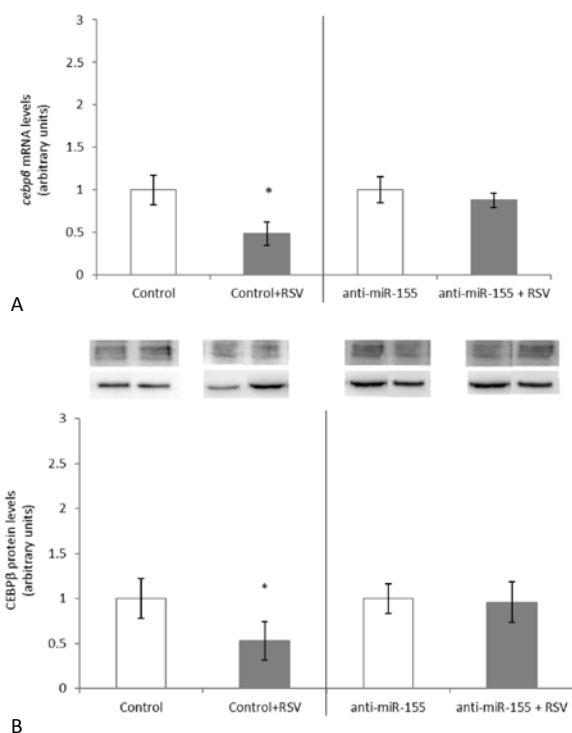 cebpβ mRNA levels
(arbitrary units)
3
2.5
2
1.5
1
0.5
0
*
Control
Control+RSV
anti-miR-155
anti-miR-155 + RSV
A
CEBPβ protein levels
(arbitrary units)
3
2.5
2
1.5
1
0.5
0
*
Control
Control+RSV
anti-miR-155
anti-miR-155 + RSV
B